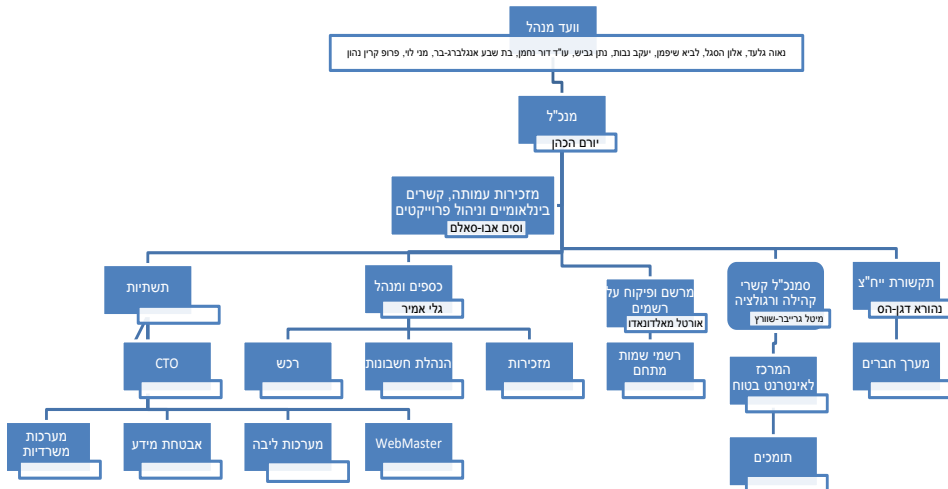 וועד מנהל
נאוה גלעד, אלון הסגל, לביא שיפמן, יעקב נבות, נתן גביש, עו"ד דור נחמן, בת שבע אנגלברג-בר, מני לוי, פרופ קרין נהון
מנכ"ל
יורם הכהן
מזכירות עמותה, קשרים
בינלאומיים וניהול פרוייקטים
וסים אבו-סאלם
תקשורת ייח"צ
נהורא דגן-הס
סמנכ"ל קשרי
קהילה ורגולציה
מיטל גרייבר-שוורץ
מרשם ופיקוח על
רשמים
אורטל מאלדונאדו
כספים ומנהל
גלי אמיר
תשתיות
מערך חברים
המרכז
לאינטרנט בטוח
רשמי שמות
מתחם
מזכירות
הנהלת חשבונות
רכש
CTO
תומכים
WebMaster
מערכות ליבה
אבטחת מידע
מערכות
משרדיות